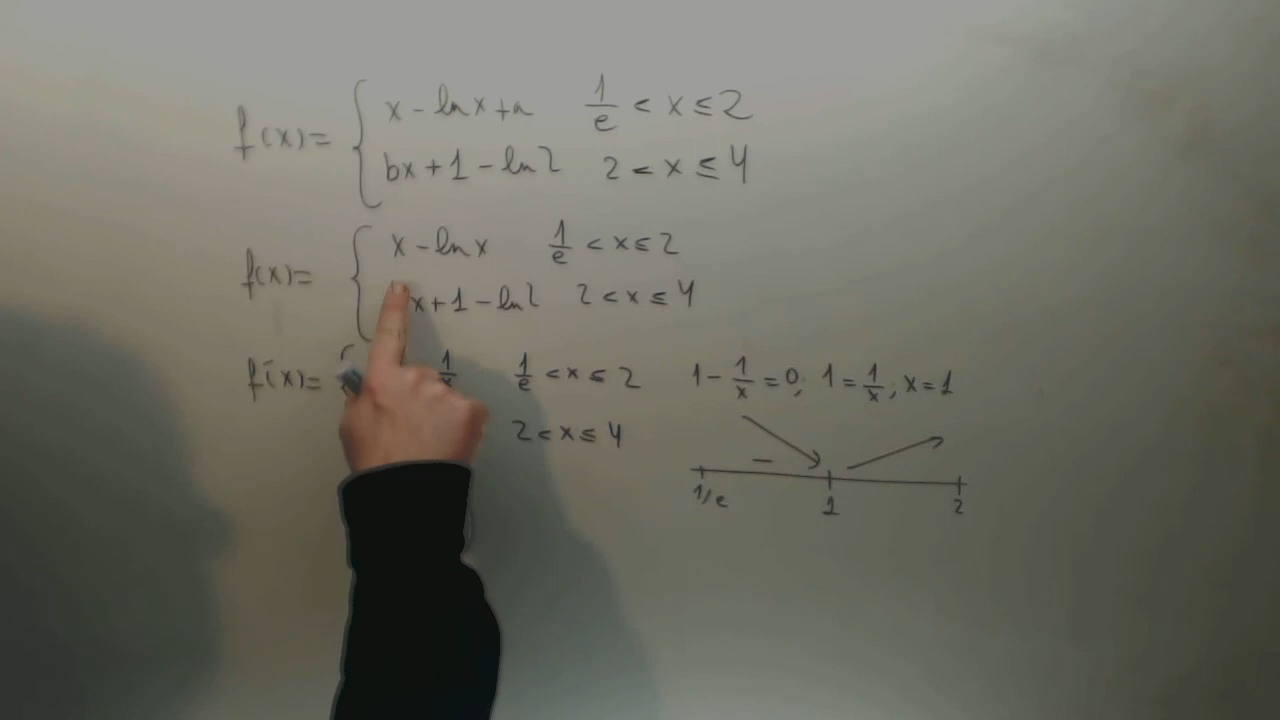 f(x)= { x - ln x + a   1/e < x ≤ 2
bx + 1 - ln 2   2 < x ≤ 4
f(x)= { x - ln x   1/e < x ≤ 2
x + 1 - ln 2   2 < x ≤ 4
f'(x)= { 1/x   1/e < x ≤ 2   1 - 1/x = 0; 1 = 1/x, x = 1
2 < x ≤ 4
−
1/e 1 2